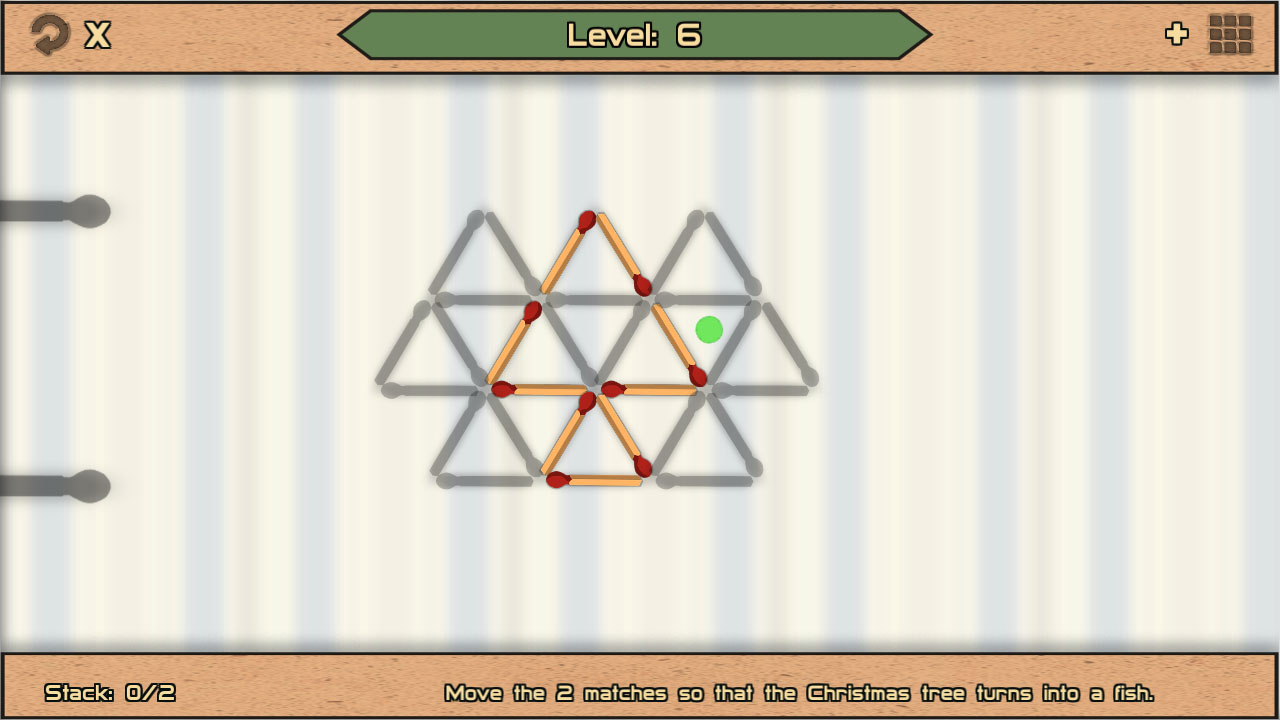 X
Level: 6
+
Stack: 0/2
Move the 2 matches so that the Christmas tree turns into a fish.